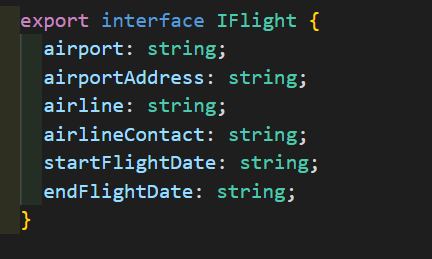 export interface IFlight {
airport: string;
airportAddress: string;
airline: string;
airlineContact: string;
startFlightDate: string;
endFlightDate: string;
}